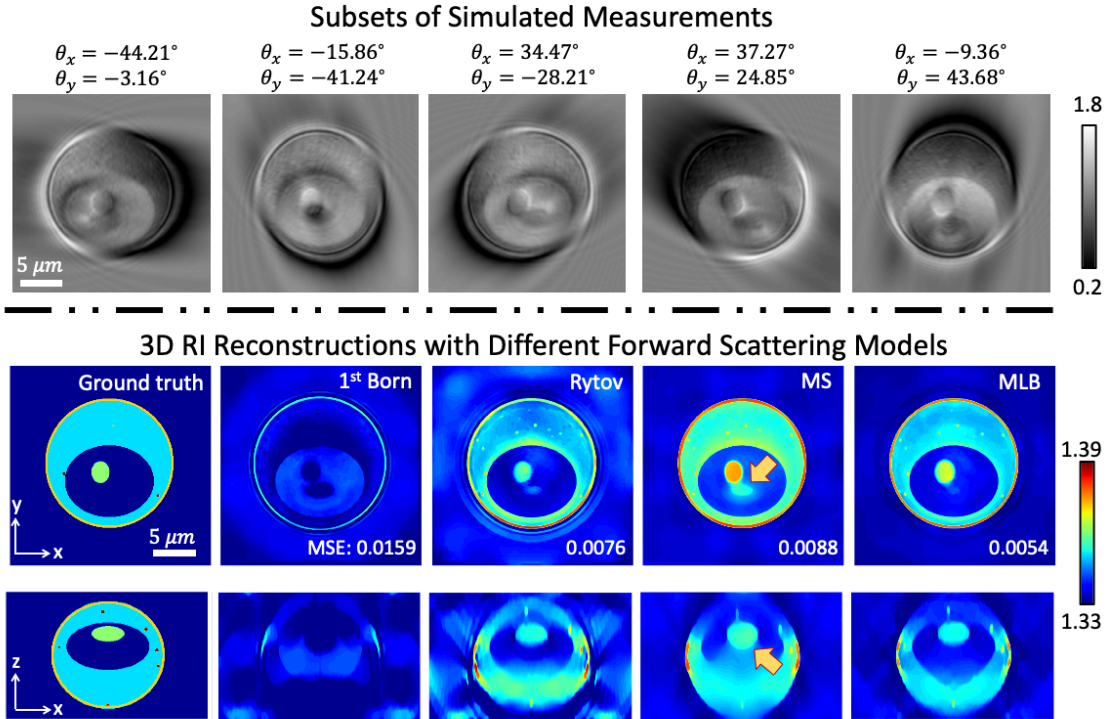 Subsets of Simulated Measurements
θx = −44.21° θx = −15.86° θx = 34.47° θx = 37.27° θx = −9.36°
θy = −3.16° θy = −41.24° θy = −28.21° θy = 24.85° θy = 43.68°
1.8
5 μm
0.2
3D RI Reconstructions with Different Forward Scattering Models
Ground truth 1st Born Rytov MS MLB
1.39
y
5 μm
x MSE: 0.0159 0.0076 0.0088 0.0054
1.33
z
x